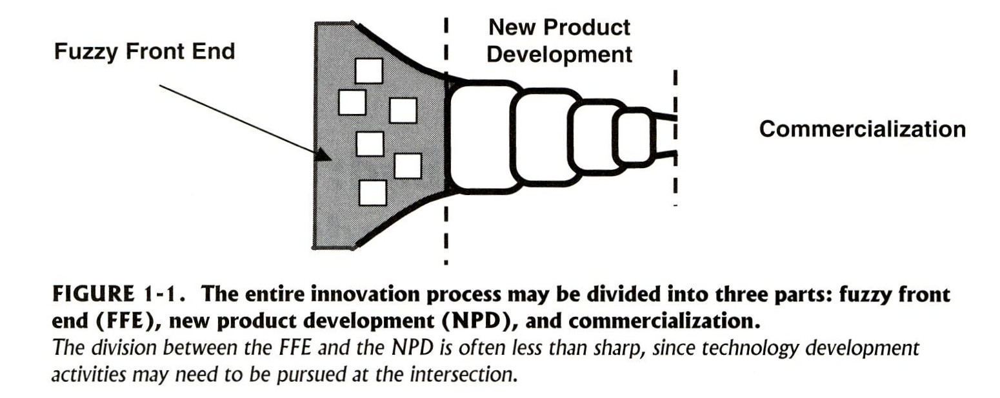 Fuzzy Front End
New Product
Development
Commercialization
FIGURE 1-1. The entire innovation process may be divided into three parts: fuzzy front
end (FFE), new product development (NPD), and commercialization.
The division between the FFE and the NPD is often less than sharp, since technology development
activities may need to be pursued at the intersection.